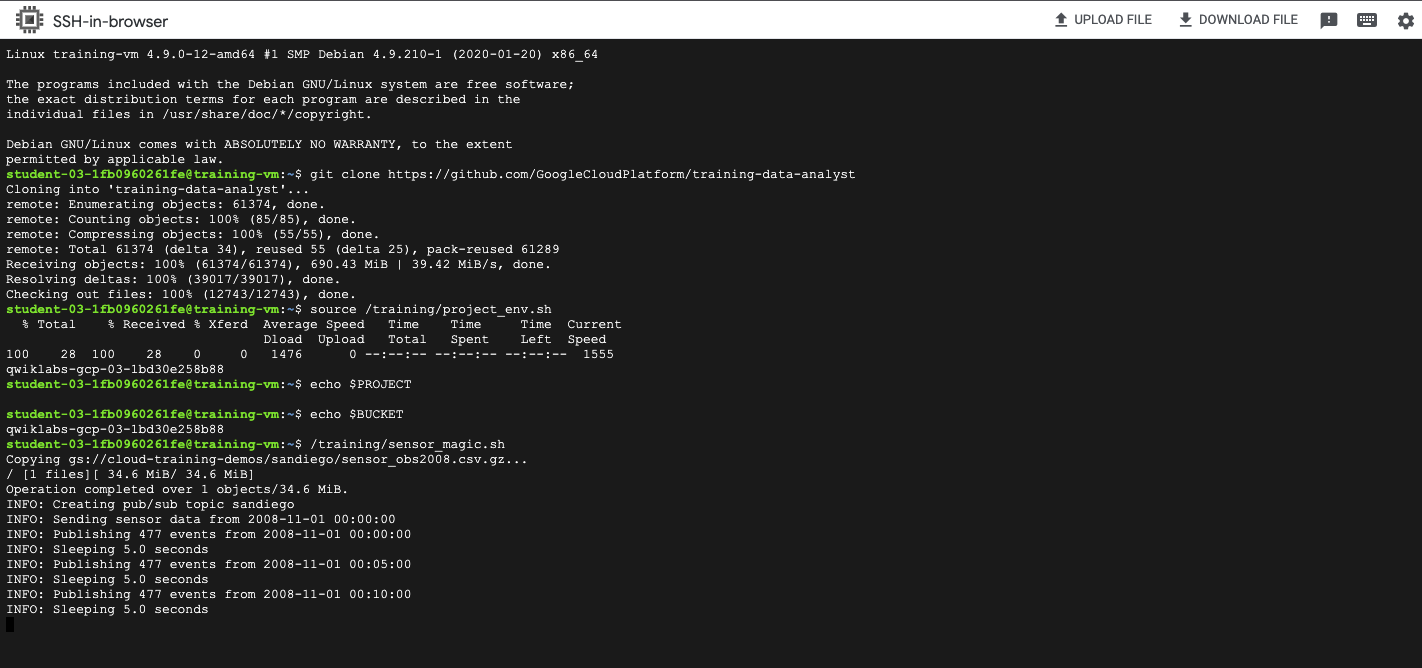 SSH-in-browser
UPLOAD FILE
DOWNLOAD FILE
Linux training-vm 4.9.0-12-amd64 #1 SMP Debian 4.9.210-1 (2020-01-20) x86_64
The programs included with the Debian GNU/Linux system are free software;
the exact distribution terms for each program are described in the
individual files in /usr/share/doc/*/copyright.
Debian GNU/Linux comes with ABSOLUTELY NO WARRANTY, to the extent
permitted by applicable law.
student-03-1fb0960261fe@training-vm:~$ git clone https://github.com/GoogleCloudPlatform/training-data-analyst
Cloning into 'training-data-analyst'...
remote: Enumerating objects: 61374, done.
remote: Counting objects: 100% (85/85), done.
remote: Compressing objects: 100% (55/55), done.
remote: Total 61374 (delta 34), reused 55 (delta 25), pack-reused 61289
Receiving objects: 100% (61374/61374), 690.43 MiB | 39.42 MiB/s, done.
Resolving deltas: 100% (39017/39017), done.
Checking out files: 100% (12743/12743), done.
student-03-1fb0960261fe@training-vm:~$ source /training/project_env.sh
  % Total    % Received % Xferd  Average Speed   Time    Time     Time  Current
                                 Dload  Upload   Total   Spent    Left  Speed
100    28  100    28    0     0   1476      0 --:--:-- --:--:-- --:--:--  1555
qwiklabs-gcp-03-1bd30e258b88
student-03-1fb0960261fe@training-vm:~$ echo $PROJECT
student-03-1fb0960261fe@training-vm:~$ echo $BUCKET
qwiklabs-gcp-03-1bd30e258b88
student-03-1fb0960261fe@training-vm:~$ /training/sensor_magic.sh
Copying gs://cloud-training-demos/sandiego/sensor_obs2008.csv.gz...
/ [1 files][ 34.6 MiB/ 34.6 MiB]
Operation completed over 1 objects/34.6 MiB.
INFO: Creating pub/sub topic sandiego
INFO: Sending sensor data from 2008-11-01 00:00:00
INFO: Publishing 477 events from 2008-11-01 00:00:00
INFO: Sleeping 5.0 seconds
INFO: Publishing 477 events from 2008-11-01 00:05:00
INFO: Sleeping 5.0 seconds
INFO: Publishing 477 events from 2008-11-01 00:10:00
INFO: Sleeping 5.0 seconds